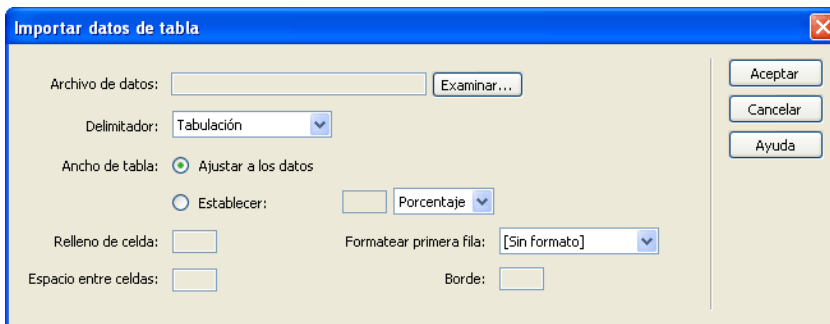 Importar datos de tabla
Archivo de datos: Examinar... Aceptar
Delimitador: Tabulación Cancelar
Ancho de tabla: Ajustar a los datos Ayuda
Establecer: Porcentaje
Relleno de celda: Formatear primera fila: [Sin formato]
Espacio entre celdas: Borde: